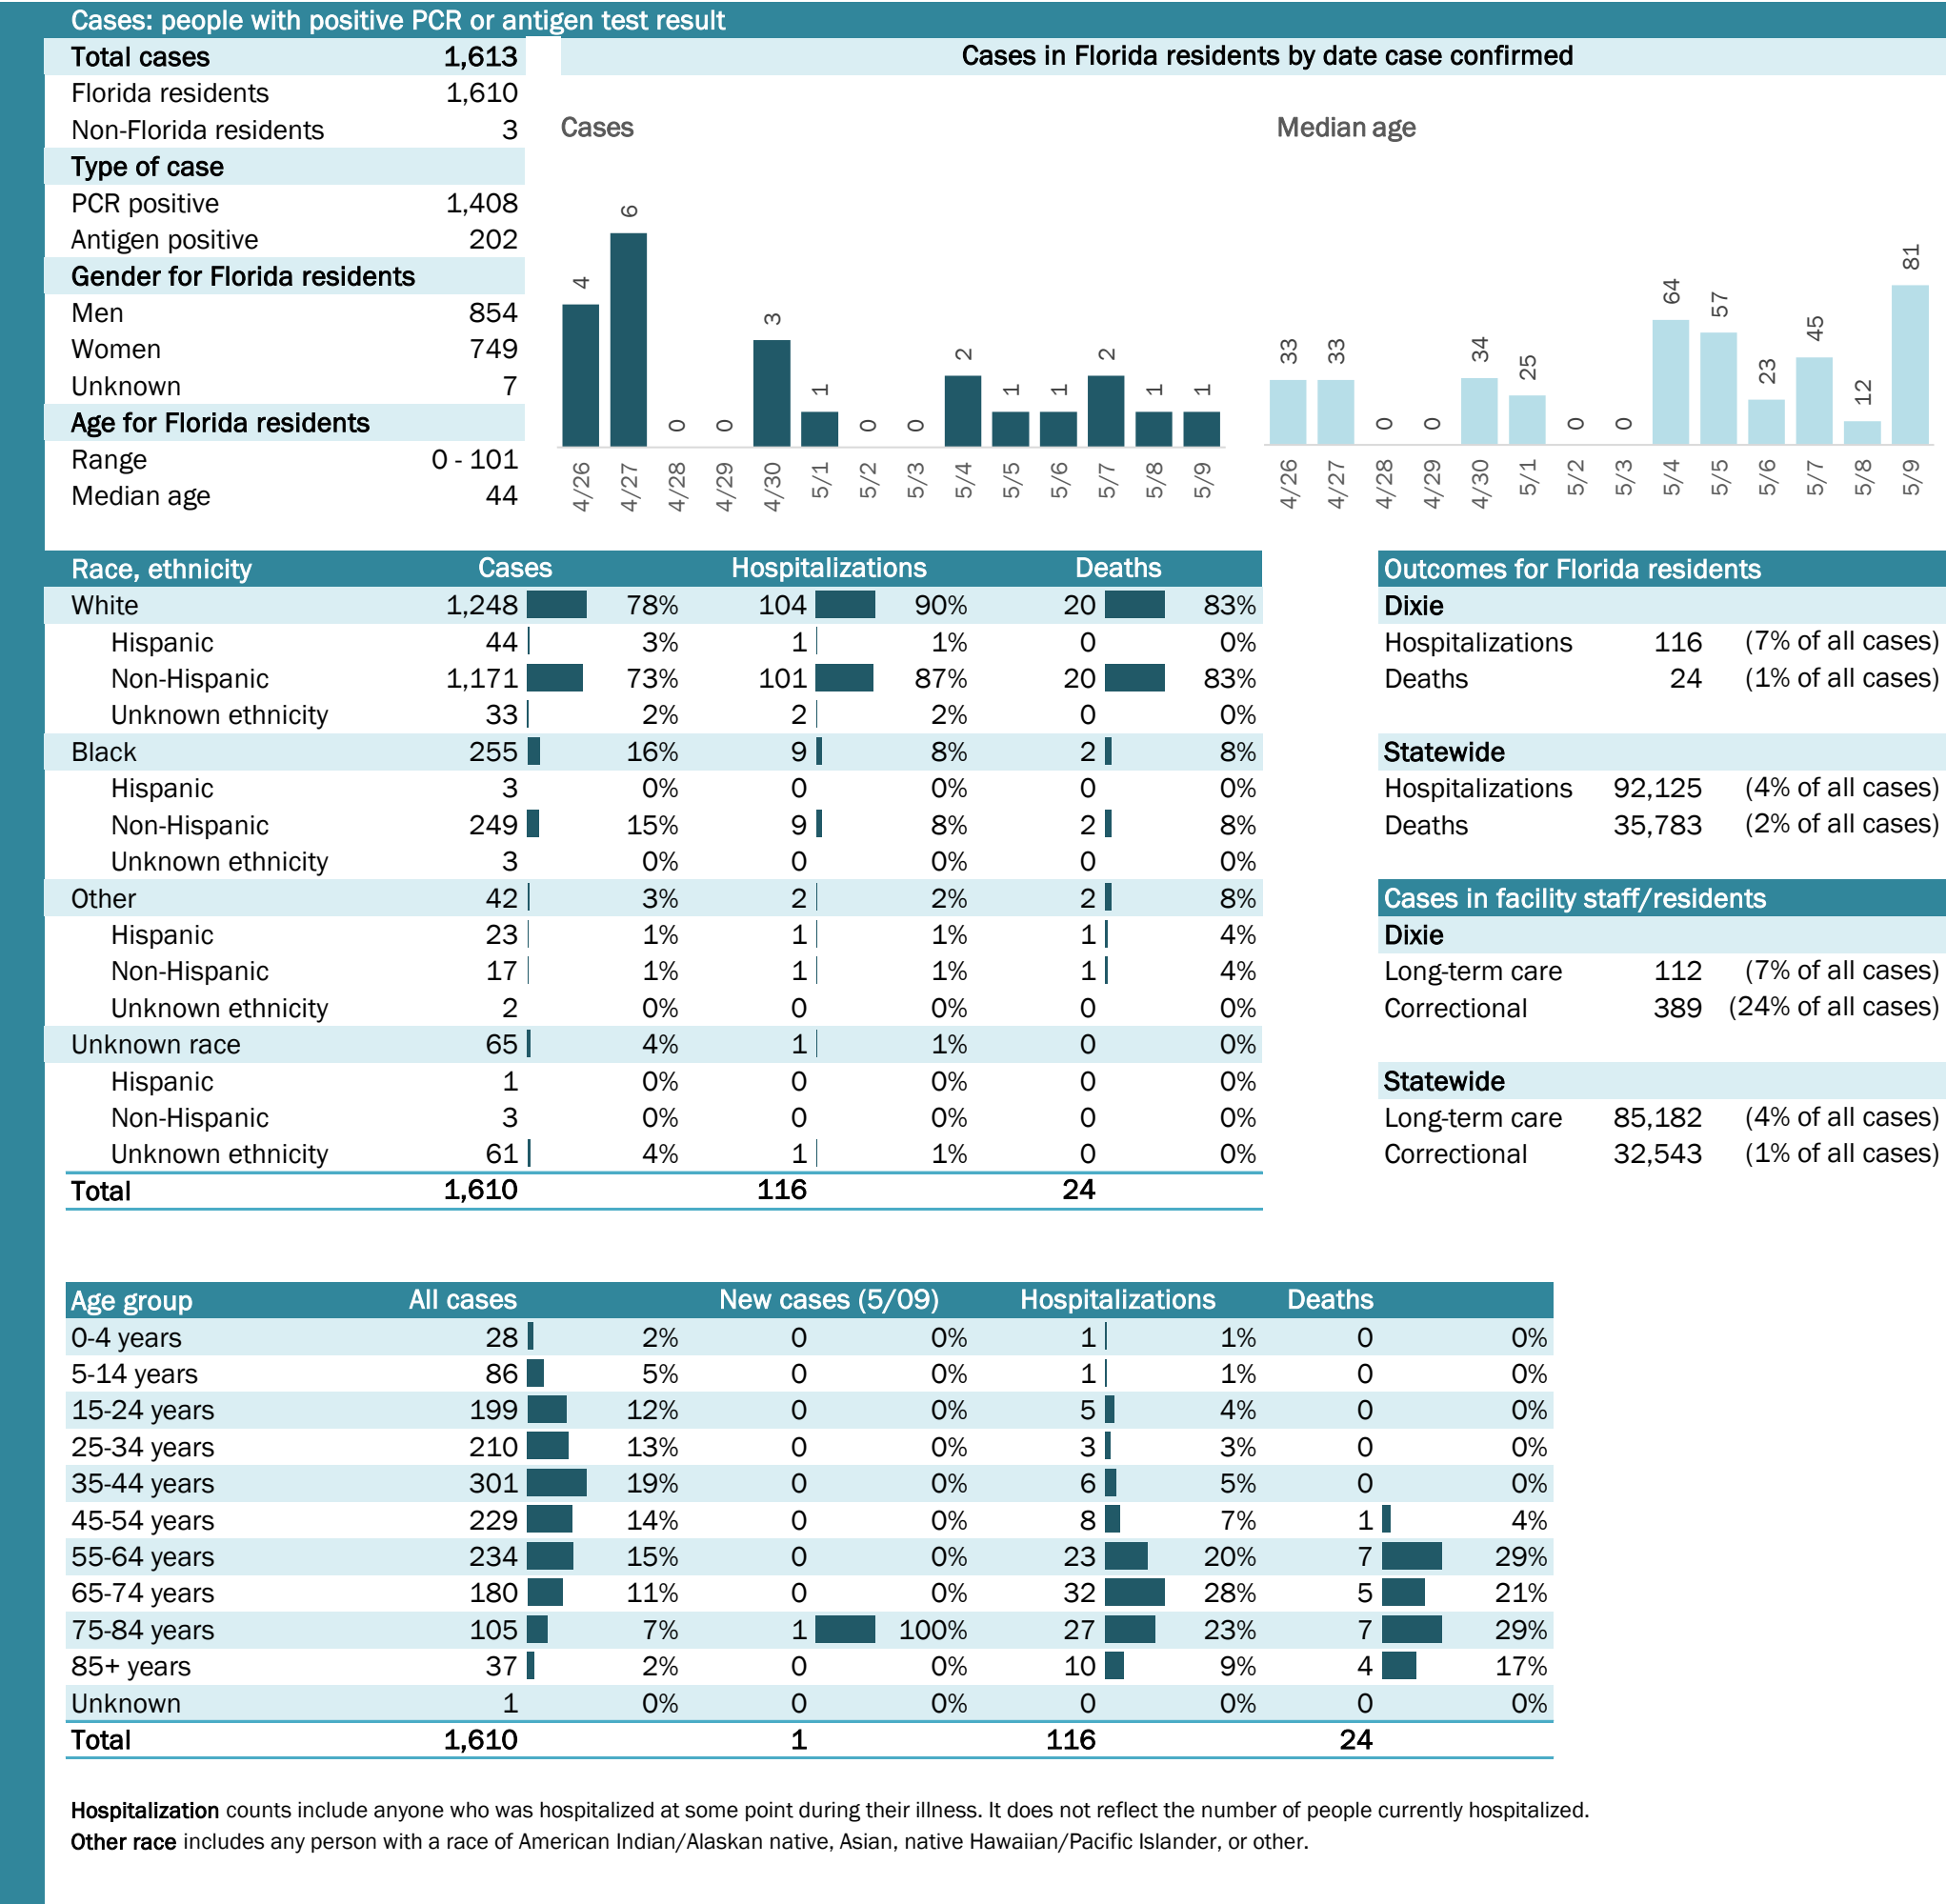 Cases: people with positive PCR or antigen test result
Total cases 1,613
Florida residents 1,610
Non-Florida residents 3
Type of case
PCR positive 1,408
Antigen positive 202
Gender for Florida residents
Men 854
Women 749
Unknown 7
Age for Florida residents
Range 0 - 101
Median age 44
Cases in Florida residents by date case confirmed
Cases
4 6 0 0 3 1 0 0 2 1 1 2 1 1
4/26 4/27 4/28 4/29 4/30 5/1 5/2 5/3 5/4 5/5 5/6 5/7 5/8 5/9
Median age
33 33 0 0 34 25 0 0 64 57 23 45 12 81
4/26 4/27 4/28 4/29 4/30 5/1 5/2 5/3 5/4 5/5 5/6 5/7 5/8 5/9
Race, ethnicity Cases Hospitalizations Deaths
White 1,248 78% 104 90% 20 83%
Hispanic 44 3% 1 1% 0 0%
Non-Hispanic 1,171 73% 101 87% 20 83%
Unknown ethnicity 33 2% 2 2% 0 0%
Black 255 16% 9 8% 2 8%
Hispanic 3 0% 0 0% 0 0%
Non-Hispanic 249 15% 9 8% 2 8%
Unknown ethnicity 3 0% 0 0% 0 0%
Other 42 3% 2 2% 2 8%
Hispanic 23 1% 1 1% 1 4%
Non-Hispanic 17 1% 1 1% 1 4%
Unknown ethnicity 2 0% 0 0% 0 0%
Unknown race 65 4% 1 1% 0 0%
Hispanic 1 0% 0 0% 0 0%
Non-Hispanic 3 0% 0 0% 0 0%
Unknown ethnicity 61 4% 1 1% 0 0%
Total 1,610 116 24
Outcomes for Florida residents
Dixie
Hospitalizations 116 (7% of all cases)
Deaths 24 (1% of all cases)
Statewide
Hospitalizations 92,125 (4% of all cases)
Deaths 35,783 (2% of all cases)
Cases in facility staff/residents
Dixie
Long-term care 112 (7% of all cases)
Correctional 389 (24% of all cases)
Statewide
Long-term care 85,182 (4% of all cases)
Correctional 32,543 (1% of all cases)
Age group All cases New cases (5/09) Hospitalizations Deaths
0-4 years 28 2% 0 0% 1 1% 0 0%
5-14 years 86 5% 0 0% 1 1% 0 0%
15-24 years 199 12% 0 0% 5 4% 0 0%
25-34 years 210 13% 0 0% 3 3% 0 0%
35-44 years 301 19% 0 0% 6 5% 0 0%
45-54 years 229 14% 0 0% 8 7% 1 4%
55-64 years 234 15% 0 0% 23 20% 7 29%
65-74 years 180 11% 0 0% 32 28% 5 21%
75-84 years 105 7% 1 100% 27 23% 7 29%
85+ years 37 2% 0 0% 10 9% 4 17%
Unknown 1 0% 0 0% 0 0% 0 0%
Total 1,610 1 116 24
Hospitalization counts include anyone who was hospitalized at some point during their illness. It does not reflect the number of people currently hospitalized.
Other race includes any person with a race of American Indian/Alaskan native, Asian, native Hawaiian/Pacific Islander, or other.